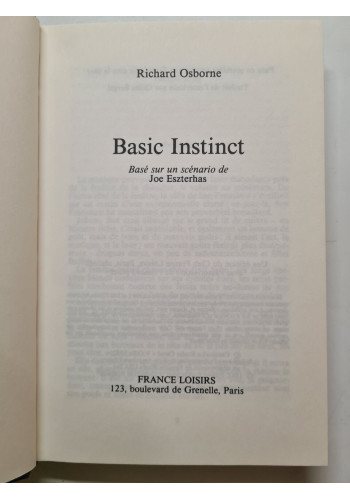 Richard Osborne
Basic Instinct
Basé sur un scénario de
Joe Eszterhas
FRANCE LOISIRS
123, boulevard de Grenelle, Paris